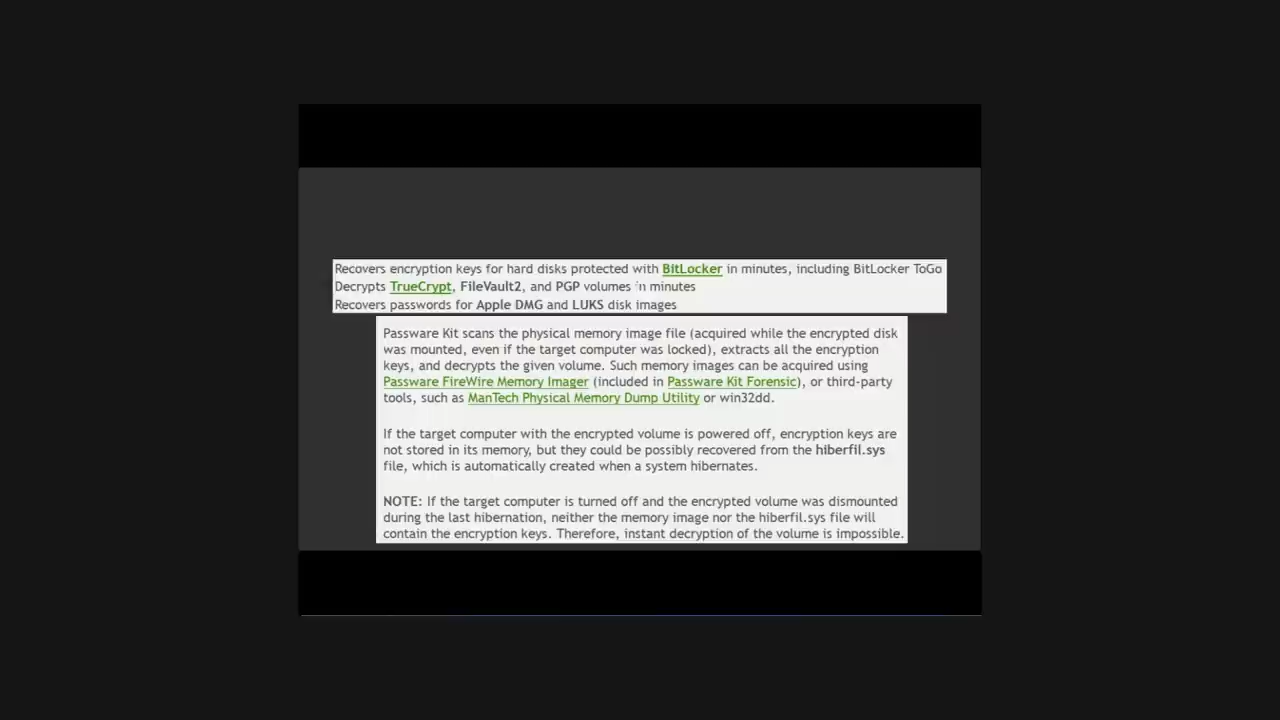 Recovers encryption keys for hard disks protected with BitLocker in minutes, including BitLocker ToGo
Decrypts TrueCrypt, FileVault2, and PGP volumes in minutes
Recovers passwords for Apple DMG and LUKS disk images
Passware Kit scans the physical memory image file (acquired while the encrypted disk
was mounted, even if the target computer was locked), extracts all the encryption
keys, and decrypts the given volume. Such memory images can be acquired using
Passware FireWire Memory Imager (included in Passware Kit Forensic), or third-party
tools, such as ManTech Physical Memory Dump Utility or win32dd.
If the target computer with the encrypted volume is powered off, encryption keys are
not stored in its memory, but they could be possibly recovered from the hiberfil.sys
file, which is automatically created when a system hibernates.
NOTE: If the target computer is turned off and the encrypted volume was dismounted
during the last hibernation, neither the memory image nor the hiberfil.sys file will
contain the encryption keys. Therefore, instant decryption of the volume is impossible.